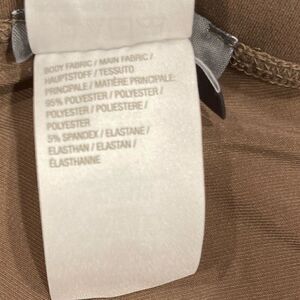 BODY FABRIC / MAIN FABRIC /
HAUPTSTOFF / TESSUTO
PRINCIPALE / MATIÈRE PRINCIPALE:
95% POLYESTER / POLYESTER /
POLYESTER / POLIESTERE /
POLYESTER
5% SPANDEX / ELASTANE /
ELASTHAN / ELASTAN /
ÉLASTHANNE